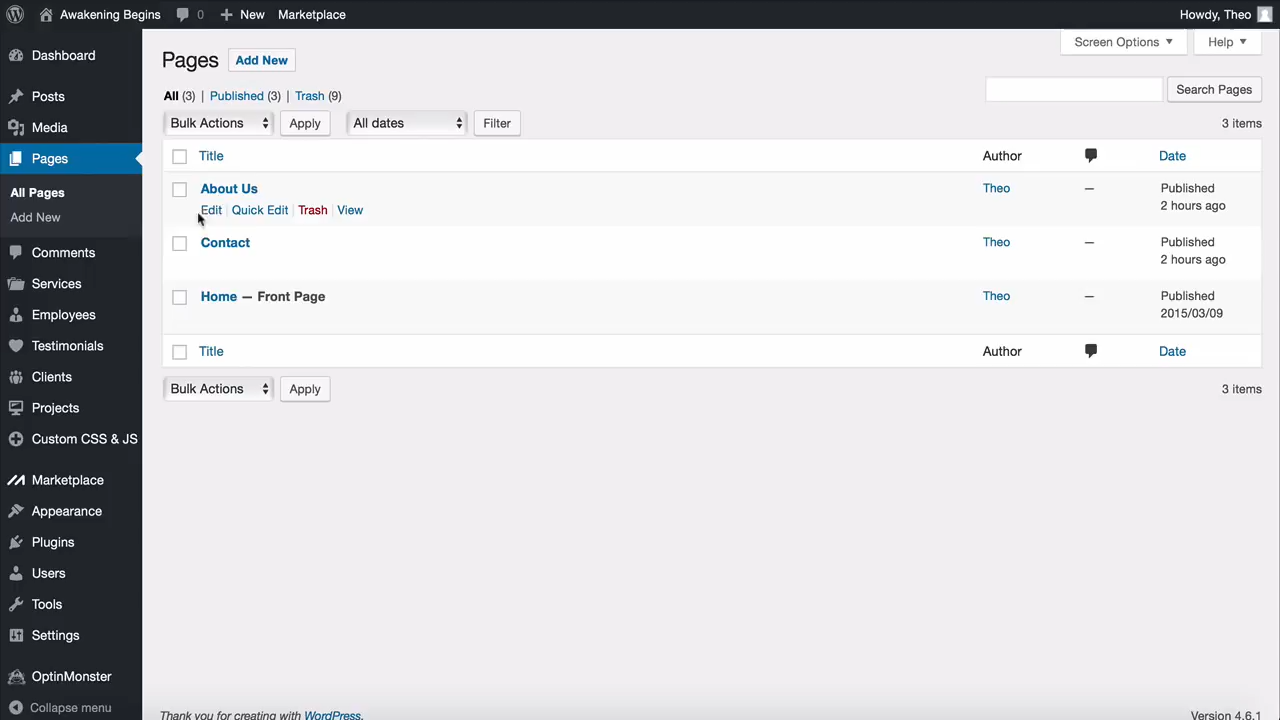 Awakening Begins 0 New Marketplace Howdy, Theo
Dashboard
Posts
Media
Pages
All Pages
Add New
Comments
Services
Employees
Testimonials
Clients
Projects
Custom CSS & JS
Marketplace
Appearance
Plugins
Users
Tools
Settings
OptinMonster
Collapse menu
Screen Options Help
Pages Add New
All (3) | Published (3) | Trash (9)
Search Pages
Bulk Actions Apply All dates Filter 3 items
Title Author Date
About Us Theo — Published
2 hours ago
Edit | Quick Edit | Trash | View
Contact Theo — Published
2 hours ago
Home — Front Page Theo — Published
2015/03/09
Title Author Date
Bulk Actions Apply 3 items
Thank you for creating with WordPress. Version 4.6.1